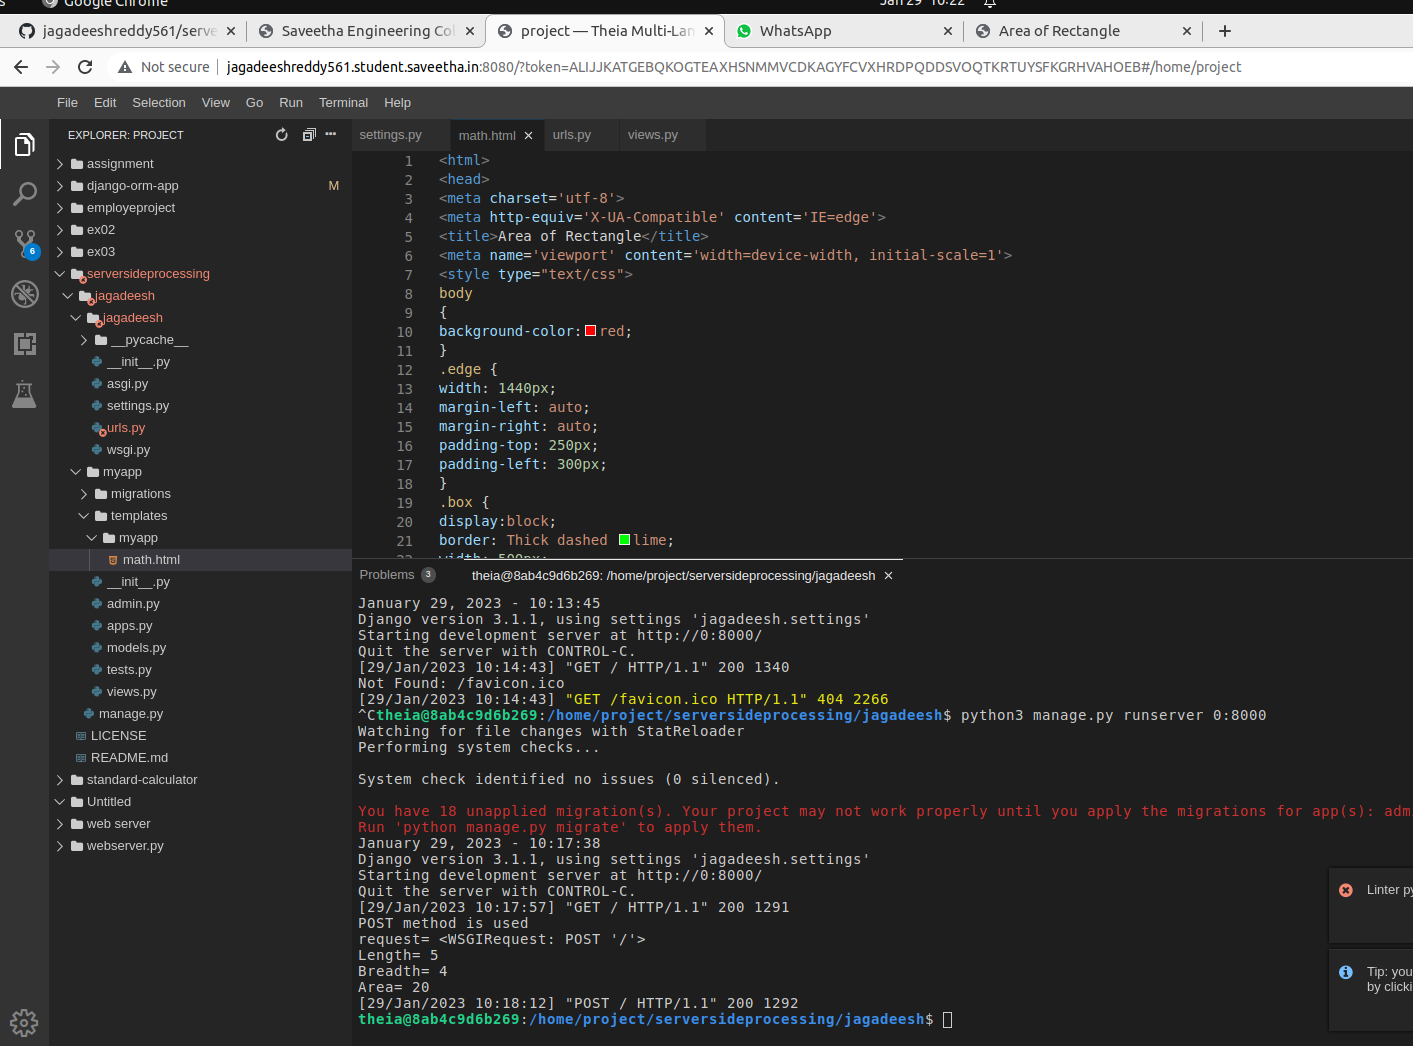 Google Chrome
Jan 29 10:22
jagadeeshreddy561/serve
Saveetha Engineering Col
project — Theia Multi-Lan
WhatsApp
Area of Rectangle
Not secure
jagadeeshreddy561.student.saveetha.in:8080/?token=ALIJJKATGEBQKOGTEAXHSNMMVCDKAGYFCVXHRDPQDDSVOQTKRTUYSFKGRHVAHOEB#/home/project
File Edit Selection View Go Run Terminal Help
EXPLORER: PROJECT
assignment
django-orm-app M
employeproject
ex02
6
ex03
serversideprocessing
jagadeesh
jagadeesh
__pycache__
__init__.py
asgi.py
settings.py
urls.py
wsgi.py
myapp
migrations
templates
myapp
math.html
__init__.py
admin.py
apps.py
models.py
tests.py
views.py
manage.py
LICENSE
README.md
standard-calculator
Untitled
web server
webserver.py
settings.py math.html urls.py views.py
1 <html>
2 <head>
3 <meta charset='utf-8'>
4 <meta http-equiv='X-UA-Compatible' content='IE=edge'>
5 <title>Area of Rectangle</title>
6 <meta name='viewport' content='width=device-width, initial-scale=1'>
7 <style type="text/css">
8 body
9 {
10 background-color:red;
11 }
12 .edge {
13 width: 1440px;
14 margin-left: auto;
15 margin-right: auto;
16 padding-top: 250px;
17 padding-left: 300px;
18 }
19 .box {
20 display:block;
21 border: Thick dashed lime;
22 width: 500px;
Problems 3 theia@8ab4c9d6b269: /home/project/serversideprocessing/jagadeesh
January 29, 2023 - 10:13:45
Django version 3.1.1, using settings 'jagadeesh.settings'
Starting development server at http://0:8000/
Quit the server with CONTROL-C.
[29/Jan/2023 10:14:43] "GET / HTTP/1.1" 200 1340
Not Found: /favicon.ico
[29/Jan/2023 10:14:43] "GET /favicon.ico HTTP/1.1" 404 2266
^Ctheia@8ab4c9d6b269:/home/project/serversideprocessing/jagadeesh$ python3 manage.py runserver 0:8000
Watching for file changes with StatReloader
Performing system checks...
System check identified no issues (0 silenced).
You have 18 unapplied migration(s). Your project may not work properly until you apply the migrations for app(s): adm
Run 'python manage.py migrate' to apply them.
January 29, 2023 - 10:17:38
Django version 3.1.1, using settings 'jagadeesh.settings'
Starting development server at http://0:8000/
Quit the server with CONTROL-C.
[29/Jan/2023 10:17:57] "GET / HTTP/1.1" 200 1291
POST method is used
request= <WSGIRequest: POST '/'>
Length= 5
Breadth= 4
Area= 20
[29/Jan/2023 10:18:12] "POST / HTTP/1.1" 200 1292
theia@8ab4c9d6b269:/home/project/serversideprocessing/jagadeesh$
Linter py
Tip: you
by clicki